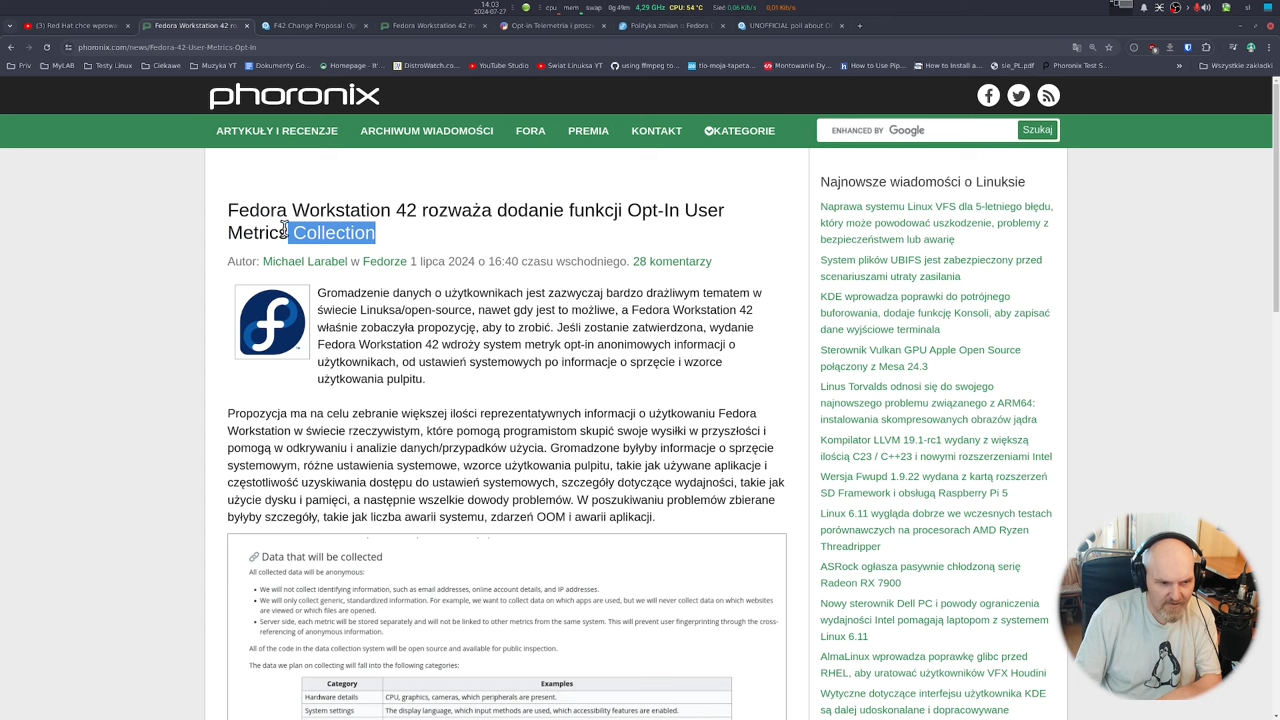 14:03
2024-07-27
cpu
mem
swap
0g 49m
4,29 GHz
CPU: 54 °C
Sieć
0,06 Kib/s
0,01 Kib/s
sl
(3) Red Hat chce wprowa
Fedora Workstation 42 ro
F42 Change Proposal: Op
Fedora Workstation 42 m
Opt-in Telemetria i przysz
Polityka zmian u Fedory
UNOFFICIAL poll about O
phoronix.com/news/Fedora-42-User-Metrics-Opt-In
Priv
MyLAB
Testy Linux
Ciekawe
Muzyka YT
Dokumenty Google
Homepage - It'...
DistroWatch.co...
YouTube Studio
Świat Linuksa YT
using ffmpeg to...
tio-moja-tapeta...
Montowanie Dy...
How to Use Pip...
How to Install a...
sle_PL.pdf
Phoronix Test S...
Wszystkie zakładki
phoronix
ARTYKUŁY I RECENZJE
ARCHIWUM WIADOMOŚCI
FORA
PREMIA
KONTAKT
KATEGORIE
ENHANCED BY Google
Szukaj
Fedora Workstation 42 rozważa dodanie funkcji Opt-In User
Metrics Collection
Autor: Michael Larabel w Fedorze 1 lipca 2024 o 16:40 czasu wschodniego. 28 komentarzy
Gromadzenie danych o użytkownikach jest zazwyczaj bardzo drażliwym tematem w
świecie Linuksa/open-source, nawet gdy jest to możliwe, a Fedora Workstation 42
właśnie zobaczyła propozycję, aby to zrobić. Jeśli zostanie zatwierdzona, wydanie
Fedora Workstation 42 wdroży system metryk opt-in anonimowych informacji o
użytkownikach, od ustawień systemowych po informacje o sprzęcie i wzorce
użytkowania pulpitu.
Propozycja ma na celu zebranie większej ilości reprezentatywnych informacji o użytkowaniu Fedora
Workstation w świecie rzeczywistym, które pomogą programistom skupić swoje wysiłki w przyszłości i
pomogą w odkrywaniu i analizie danych/przypadków użycia. Gromadzone byłyby informacje o sprzęcie
systemowym, różne ustawienia systemowe, wzorce użytkowania pulpitu, takie jak używane aplikacje i
częstotliwość uzyskiwania dostępu do ustawień systemowych, szczegóły dotyczące wydajności, takie jak
użycie dysku i pamięci, a następnie wszelkie dowody problemów. W poszukiwaniu problemów zbierane
byłyby szczegóły, takie jak liczba awarii systemu, zdarzeń OOM i awarii aplikacji.
Data that will be collected
All collected data will be anonymous:
We will not collect identifying information, such as email addresses, online account details, and IP addresses.
We will only collect generic, standardized information. For example, we want to collect data on which apps are used, but we will never collect data on which websites
are viewed or which files are opened.
Server side, each metric will be stored separately and will not be linked to other metrics from the same system. This will prevent user fingerprinting through the cross-
referencing of anonymous information.
All of the code in the data collection system will be open source and available for public inspection.
The data we plan on collecting will fall into the following categories:
Category
Examples
Hardware details
CPU, graphics, cameras, which peripherals are present.
System settings
The display language, which input methods are used, which accessibility features are enabled.
Najnowsze wiadomości o Linuksie
Naprawa systemu Linux VFS dla 5-letniego błędu,
który może powodować uszkodzenie, problemy z
bezpieczeństwem lub awarię
System plików UBIFS jest zabezpieczony przed
scenariuszami utraty zasilania
KDE wprowadza poprawki do potrójnego
buforowania, dodaje funkcję Konsoli, aby zapisać
dane wyjściowe terminala
Sterownik Vulkan GPU Apple Open Source
połączony z Mesa 24.3
Linus Torvalds odnosi się do swojego
najnowszego problemu związanego z ARM64:
instalowania skompresowanych obrazów jądra
Kompilator LLVM 19.1-rc1 wydany z większą
ilością C23 / C++23 i nowymi rozszerzeniami Intel
Wersja Fwupd 1.9.22 wydana z kartą rozszerzeń
SD Framework i obsługą Raspberry Pi 5
Linux 6.11 wygląda dobrze we wczesnych testach
porównawczych na procesorach AMD Ryzen
Threadripper
ASRock ogłasza pasywnie chłodzoną serię
Radeon RX 7900
Nowy sterownik Dell PC i powody ograniczenia
wydajności Intel pomagają laptopom z systemem
Linux 6.11
AlmaLinux wprowadza poprawkę glibc przed
RHEL, aby uratować użytkowników VFX Houdini
Wytyczne dotyczące interfejsu użytkownika KDE
są dalej udoskonalane i dopracowywane